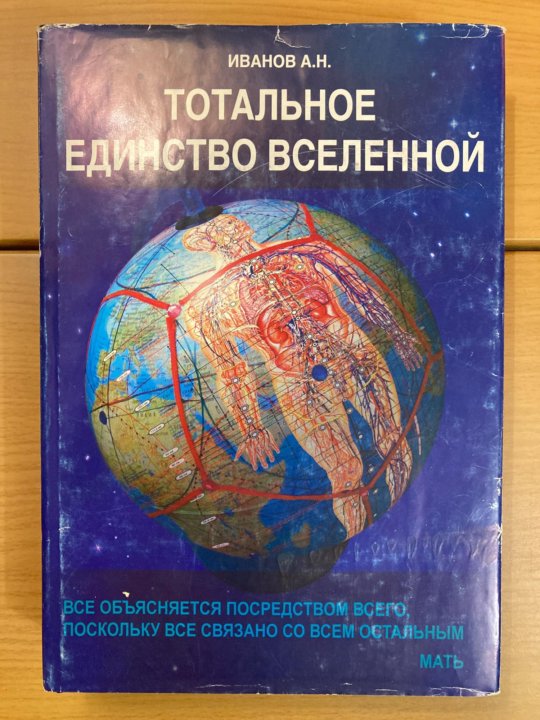 ИВАНОВ А.Н.
ТОТАЛЬНОЕ
ЕДИНСТВО ВСЕЛЕННОЙ
ВСЕ ОБЪЯСНЯЕТСЯ ПОСРЕДСТВОМ ВСЕГО,
ПОСКОЛЬКУ ВСЕ СВЯЗАНО СО ВСЕМ ОСТАЛЬНЫМ
МАТЬ